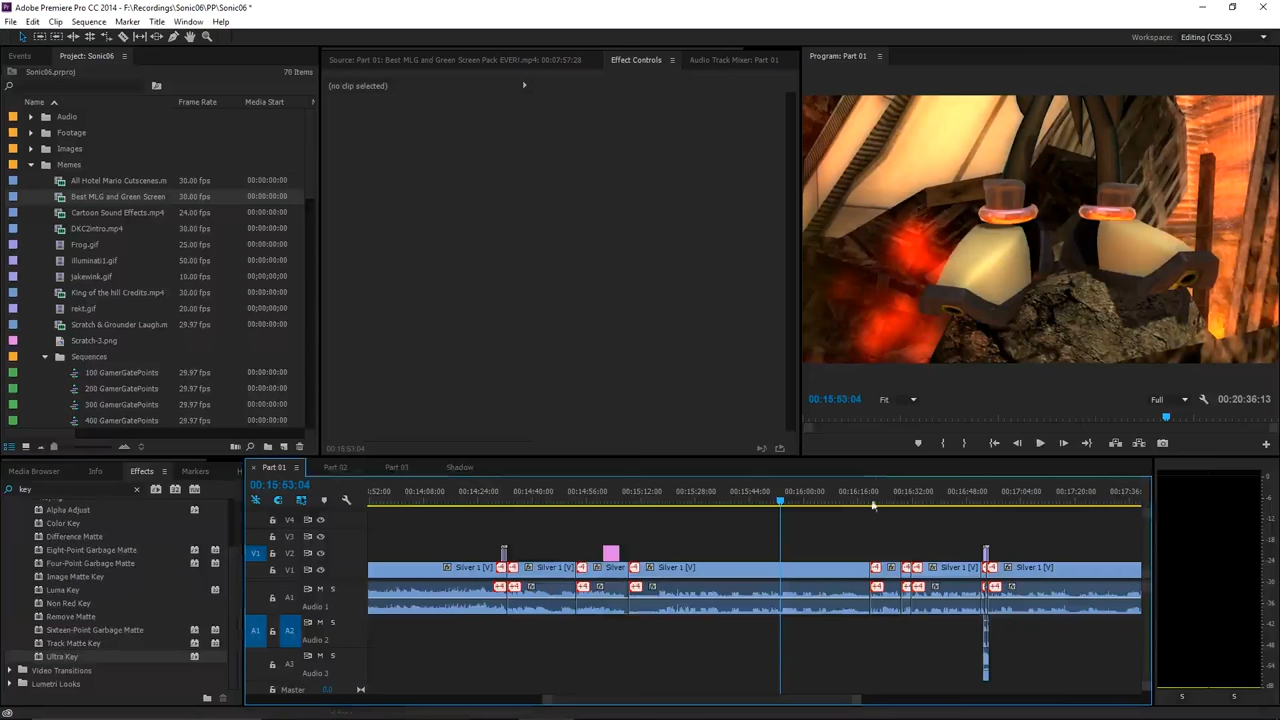 Adobe Premiere Pro CC 2014 - F:\Recordings\Sonic06\PP\Sonic06 *
File Edit Clip Sequence Marker Title Window Help
Workspace: Editing (CS5.5)
Events Project: Sonic06
Source: Part 01: Best MLG and Green Screen Pack EVER!.mp4: 00:07:57:28 Effect Controls Audio Track Mixer: Part 01
Program: Part 01
Sonic06.prproj 70 Items
(no clip selected)
Name Frame Rate Media Start
Audio
Footage
Images
Memes
All Hotel Mario Cutscenes.m 30.00 fps 00:00:00:00
Best MLG and Green Screen 30.00 fps 00:00:00:00
Cartoon Sound Effects.mp4 24.00 fps 00:00:00:00
DKC2intro.mp4 30.00 fps 00:00:00:00
Frog.gif 25.00 fps 00:00:00:00
illuminati1.gif 50.00 fps 00:00:00:00
jakewink.gif 10.00 fps 00;00;00;00
King of the hill Credits.mp4 30.00 fps 00:00:00:00
rekt.gif 20.00 fps 00:00:00:00
Scratch & Grounder Laugh.m 29.97 fps 00:00:00:00
Scratch-3.png
Sequences
100 GamerGatePoints 29.97 fps 00:00:00:00
200 GamerGatePoints 29.97 fps 00:00:00:00
300 GamerGatePoints 29.97 fps 00:00:00:00
400 GamerGatePoints 29.97 fps 00:00:00:00
00:15:53:04 Fit Full 00:20:36:13
00:15:53:04
Media Browser Info Effects Markers
key
Alpha Adjust
Color Key
Difference Matte
Eight-Point Garbage Matte
Four-Point Garbage Matte
Image Matte Key
Luma Key
Non Red Key
Remove Matte
Sixteen-Point Garbage Matte
Track Matte Key
Ultra Key
Video Transitions
Lumetri Looks
Part 01 Part 02 Part 03 Shadow
00:15:53:04
:52:00 00:14:08:00 00:14:24:00 00:14:40:00 00:14:56:00 00:15:12:00 00:15:28:00 00:15:44:00 00:16:00:00 00:16:16:00 00:16:32:00 00:16:48:00 00:17:04:00 00:17:20:00 00:17:36:
V4
V3
V1 V2
V1 Silver 1 [V] Silver 1 [V] Silver Silver 1 [V] Silver 1 [V] Silver 1 [V]
A1 M S
Audio 1
A1 A2 M S
Audio 2
A3 M S
Audio 3
Master 0.0
S S